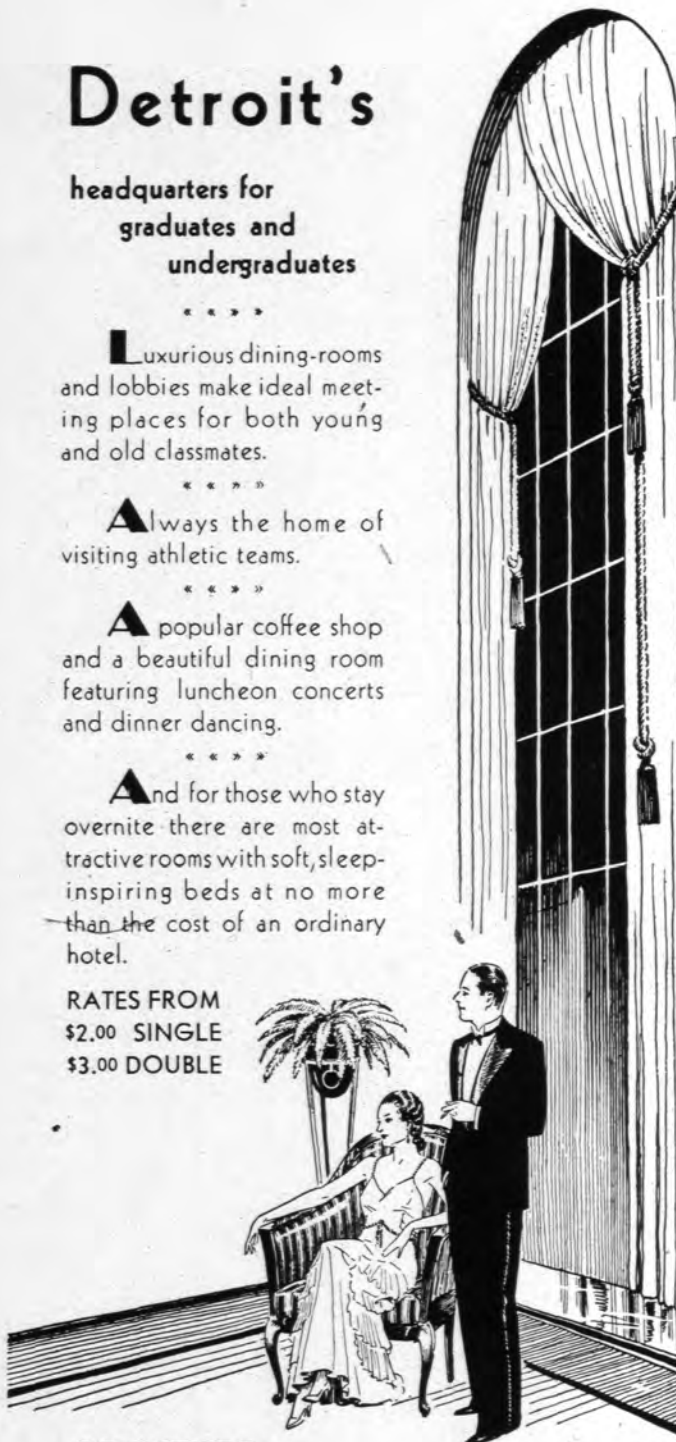 Detroit's
headquarters for
graduates and
undergraduates
« « » »
Luxurious dining-rooms
and lobbies make ideal meet-
ing places for both young
and old classmates.
« « » »
Always the home of
visiting athletic teams.
« « » »
A popular coffee shop
and a beautiful dining room
featuring luncheon concerts
and dinner dancing.
« « » »
And for those who stay
overnite there are most at-
tractive rooms with soft, sleep-
inspiring beds at no more
than the cost of an ordinary
hotel.
RATES FROM
$2.00 SINGLE
$3.00 DOUBLE